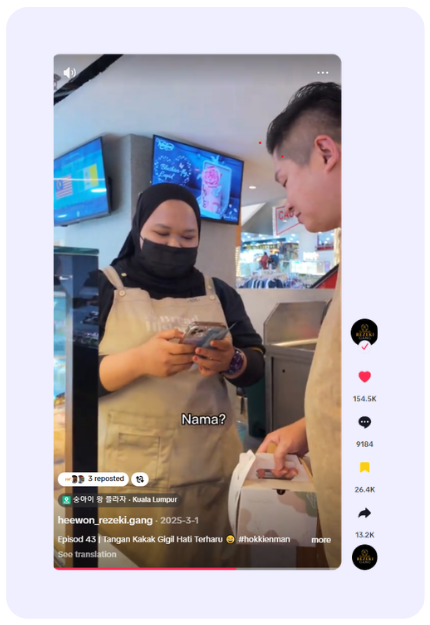 Nama?
3 reposted
숭아이 왕 플라자 · Kuala Lumpur
heewon_rezeki.gang · 2025-3-1
Episod 43 | Tangan Kakak Gigil Hati Terharu 😆 #hokkienman more
See translation
154.5K
9184
26.4K
13.2K